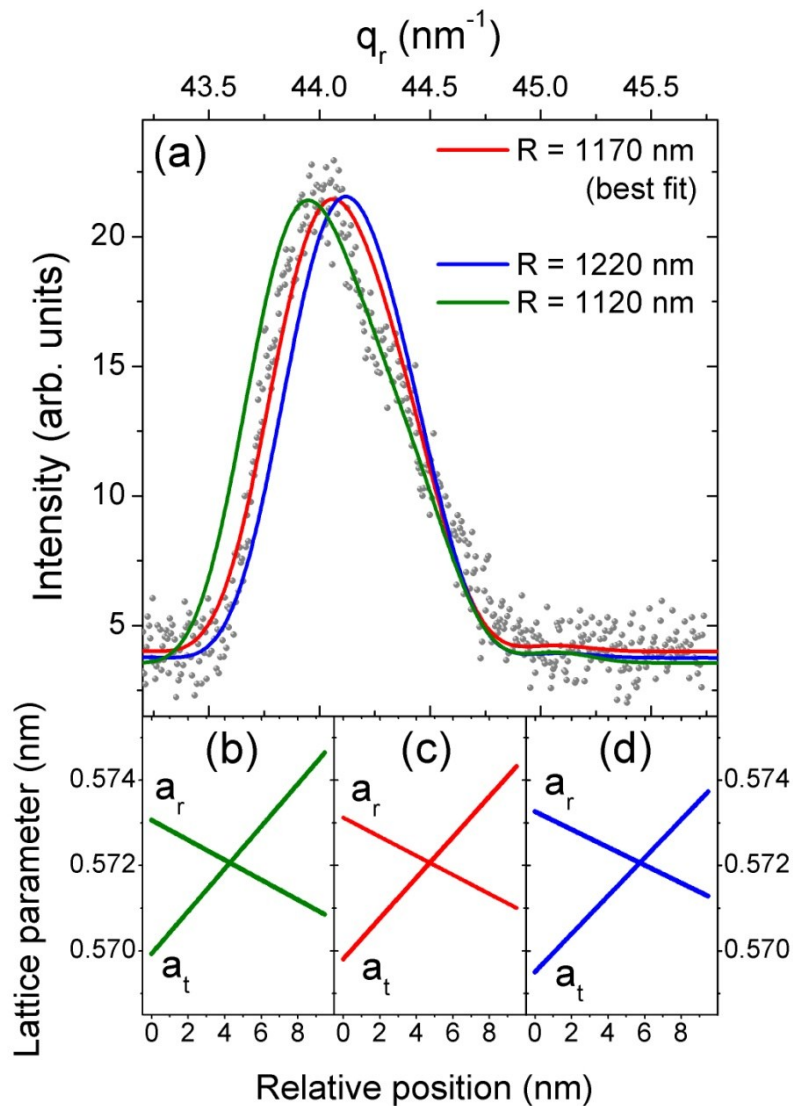 q_r (nm^-1)
43.5 44.0 44.5 45.0 45.5
(a)
R = 1170 nm
(best fit)
R = 1220 nm
R = 1120 nm
Intensity (arb. units)
20
15
10
5
Lattice parameter (nm)
(b) (c) (d)
0.574 0.574
0.572 0.572
0.570 0.570
a_r a_r a_r
a_t a_t a_t
0 2 4 6 8 0 2 4 6 8 0 2 4 6 8
Relative position (nm)